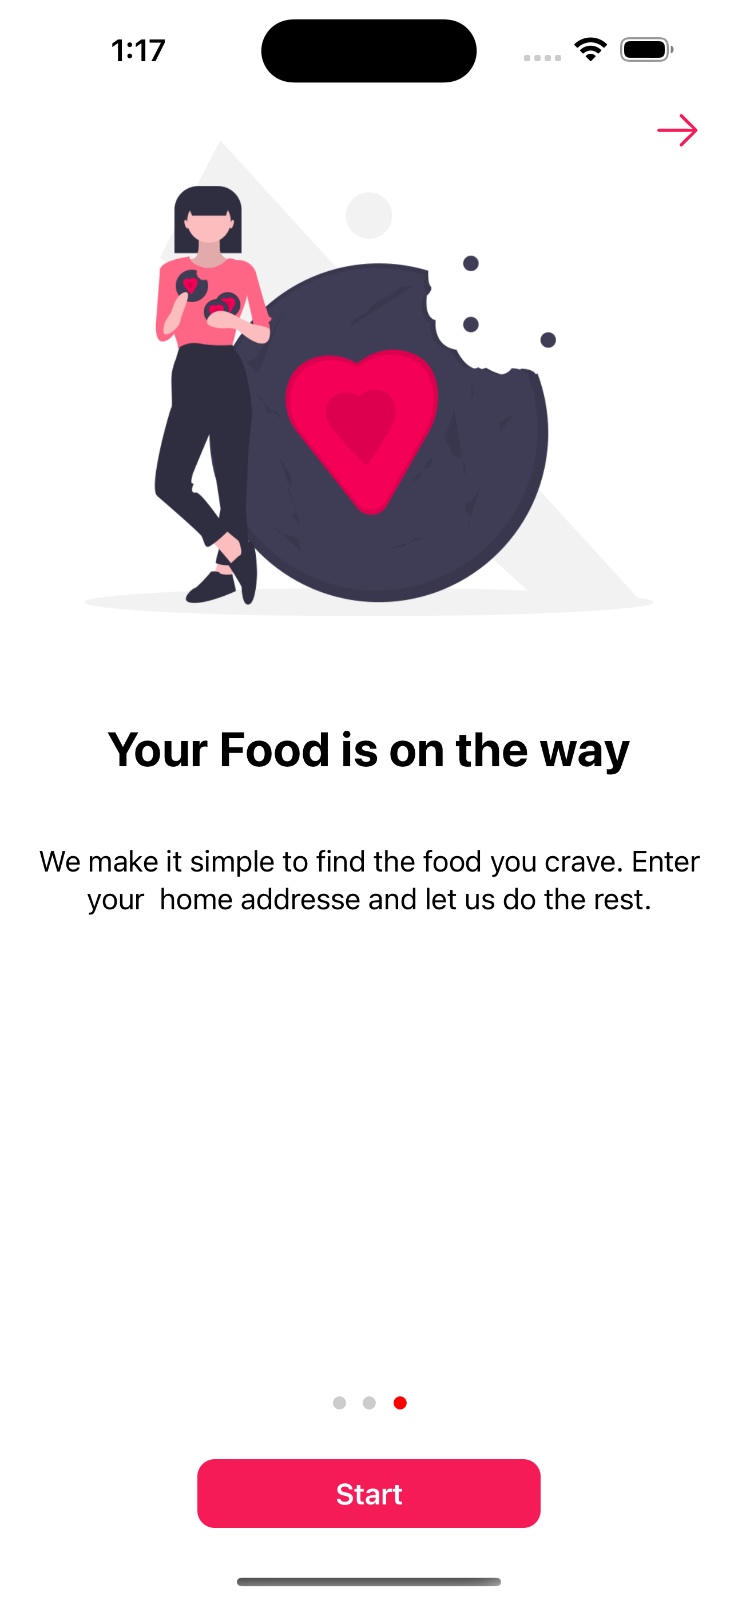 1:17
Your Food is on the way
We make it simple to find the food you crave. Enter
your  home addresse and let us do the rest.
Start